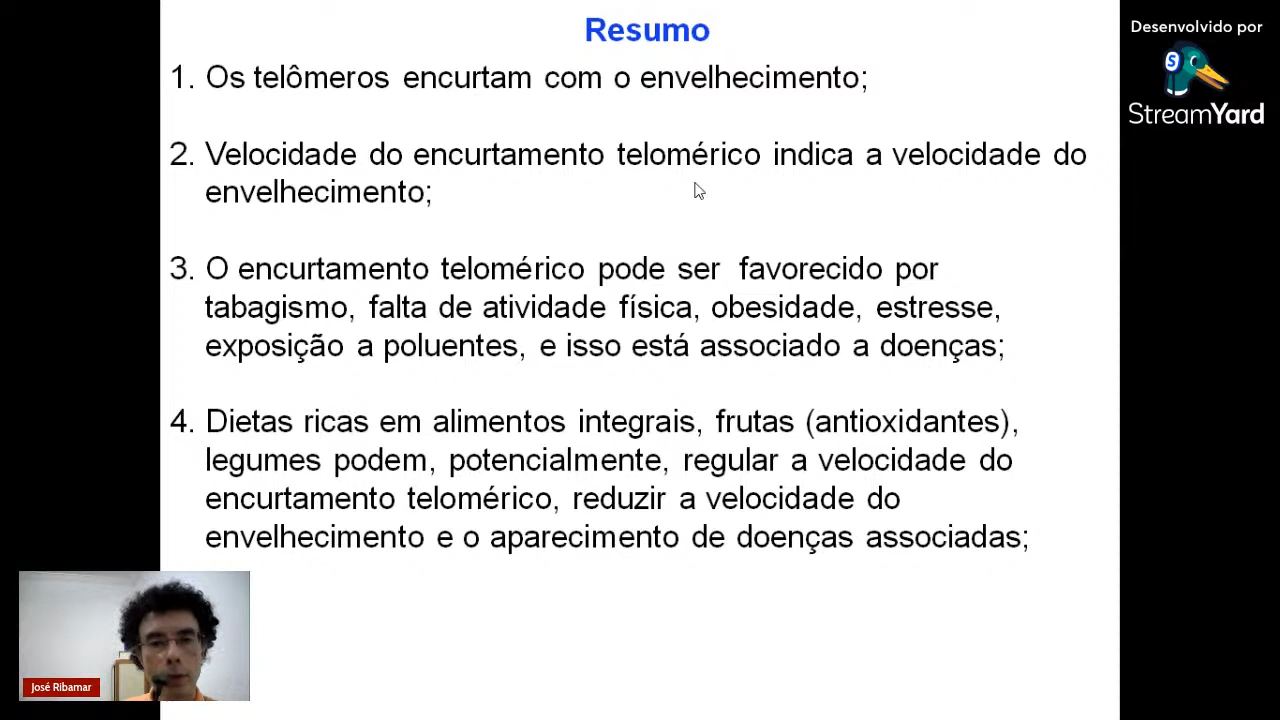 Resumo
1. Os telômeros encurtam com o envelhecimento;
2. Velocidade do encurtamento telomérico indica a velocidade do
envelhecimento;
3. O encurtamento telomérico pode ser favorecido por
tabagismo, falta de atividade física, obesidade, estresse,
exposição a poluentes, e isso está associado a doenças;
4. Dietas ricas em alimentos integrais, frutas (antioxidantes),
legumes podem, potencialmente, regular a velocidade do
encurtamento telomérico, reduzir a velocidade do
envelhecimento e o aparecimento de doenças associadas;
Desenvolvido por
S
StreamYard
José Ribamar